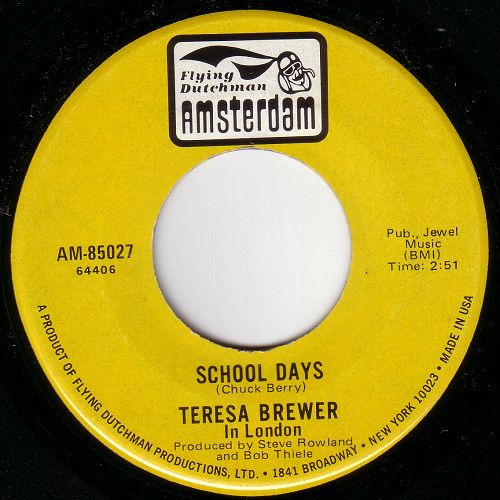 Flying
Dutchman
Amsterdam
AM-85027
64406
Pub., Jewel
Music
(BMI)
Time: 2:51
SCHOOL DAYS
(Chuck Berry)
TERESA BREWER
In London
Produced by Steve Rowland
and Bob Thiele
A PRODUCT OF FLYING DUTCHMAN PRODUCTIONS, LTD. • 1841 BROADWAY • NEW YORK 10023 • MADE IN USA